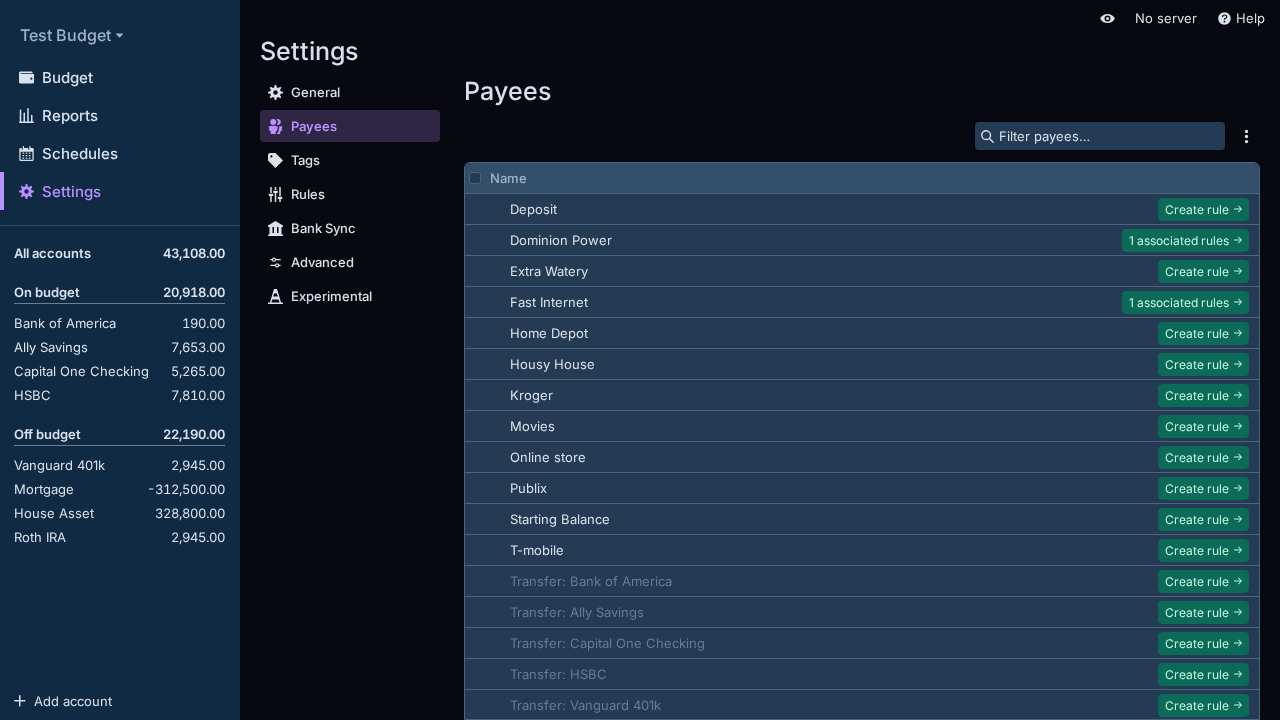 Test Budget
Budget
Reports
Schedules
Settings
All accounts 43,108.00
On budget 20,918.00
Bank of America 190.00
Ally Savings 7,653.00
Capital One Checking 5,265.00
HSBC 7,810.00
Off budget 22,190.00
Vanguard 401k 2,945.00
Mortgage -312,500.00
House Asset 328,800.00
Roth IRA 2,945.00
Add account
No server
Help
Settings
General
Payees
Tags
Rules
Bank Sync
Advanced
Experimental
Payees
Filter payees...
Name
Deposit Create rule
Dominion Power 1 associated rules
Extra Watery Create rule
Fast Internet 1 associated rules
Home Depot Create rule
Housy House Create rule
Kroger Create rule
Movies Create rule
Online store Create rule
Publix Create rule
Starting Balance Create rule
T-mobile Create rule
Transfer: Bank of America Create rule
Transfer: Ally Savings Create rule
Transfer: Capital One Checking Create rule
Transfer: HSBC Create rule
Transfer: Vanguard 401k Create rule